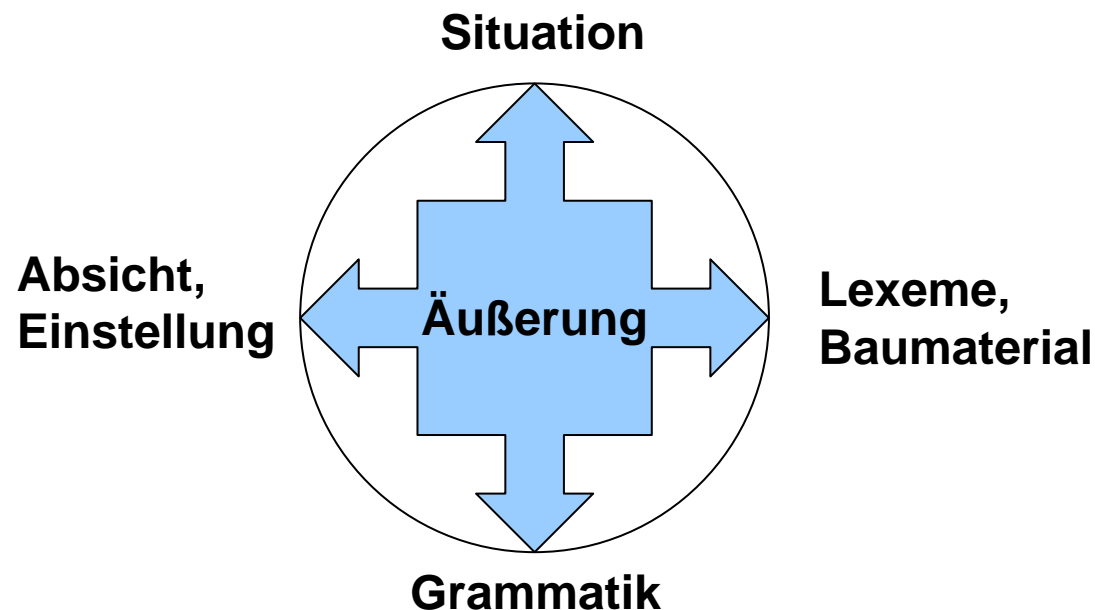 Situation
Absicht,
Einstellung
Äußerung
Lexeme,
Baumaterial
Grammatik